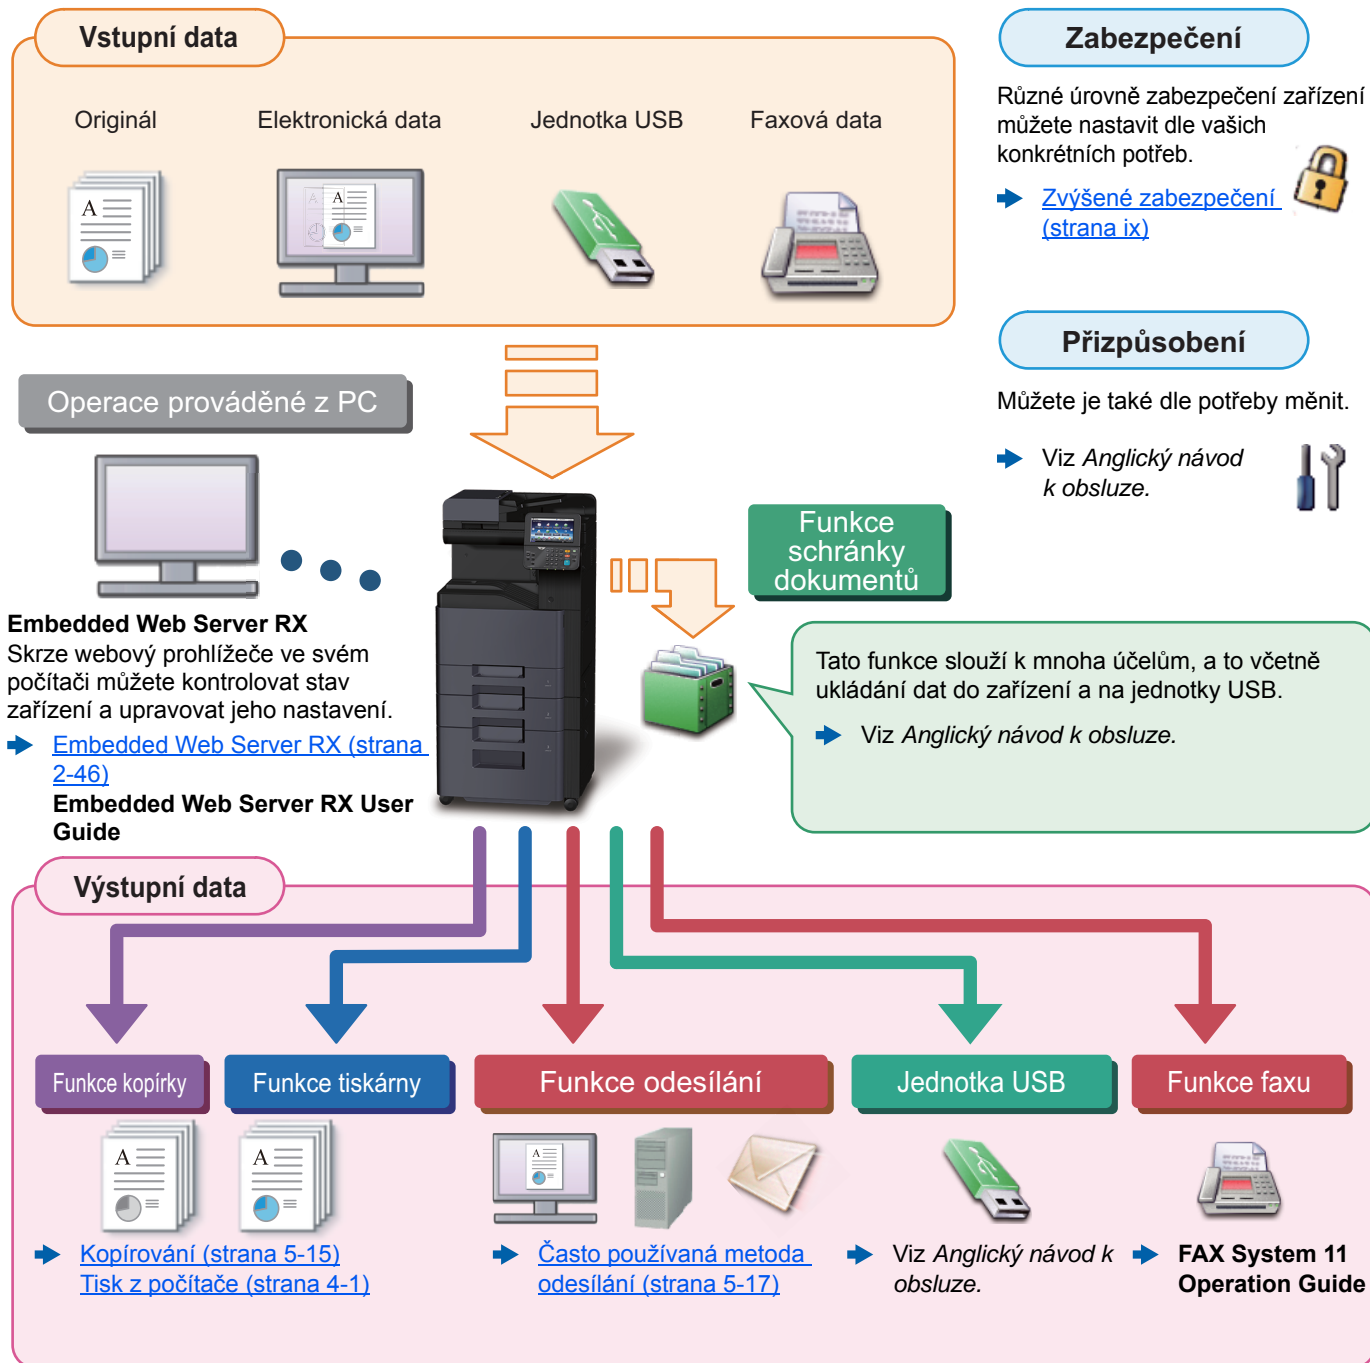 Vstupní data
Originál
Elektronická data
Jednotka USB
Faxová data
Zabezpečení
Různé úrovně zabezpečení zařízení
můžete nastavit dle vašich
konkrétních potřeb.
Zvýšené zabezpečení
(strana ix)
Přizpůsobení
Můžete je také dle potřeby měnit.
Viz Anglický návod
k obsluze.
Operace prováděné z PC
Embedded Web Server RX
Skrze webový prohlížeče ve svém
počítači můžete kontrolovat stav
zařízení a upravovat jeho nastavení.
Embedded Web Server RX (strana
2-46)
Embedded Web Server RX User
Guide
Funkce
schránky
dokumentů
Tato funkce slouží k mnoha účelům, a to včetně
ukládání dat do zařízení a na jednotky USB.
Viz Anglický návod k obsluze.
Výstupní data
Funkce kopírky
Funkce tiskárny
Funkce odesílání
Jednotka USB
Funkce faxu
Kopírování (strana 5-15)
Tisk z počítače (strana 4-1)
Často používaná metoda
odesílání (strana 5-17)
Viz Anglický návod k
obsluze.
FAX System 11
Operation Guide